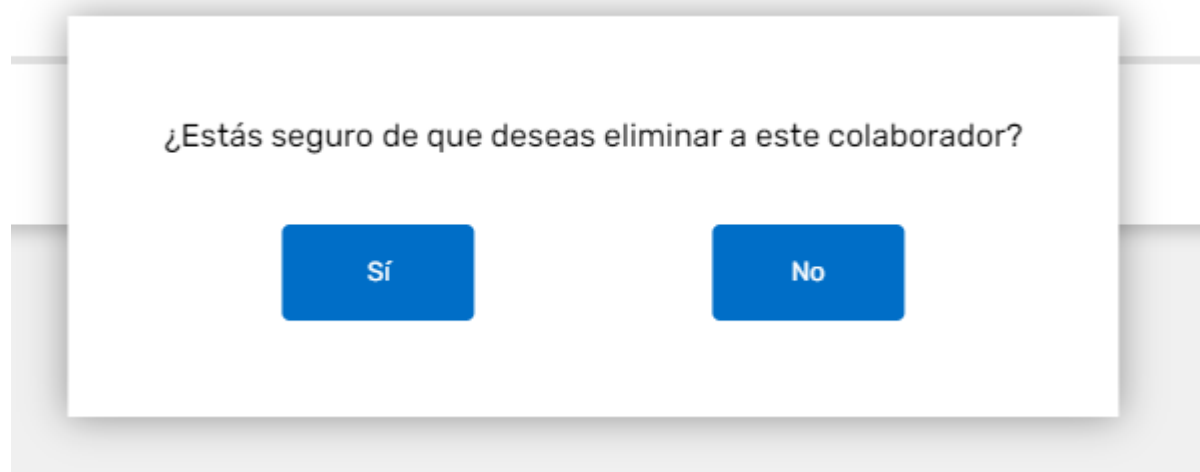 ¿Estás seguro de que deseas eliminar a este colaborador?
Sí
No